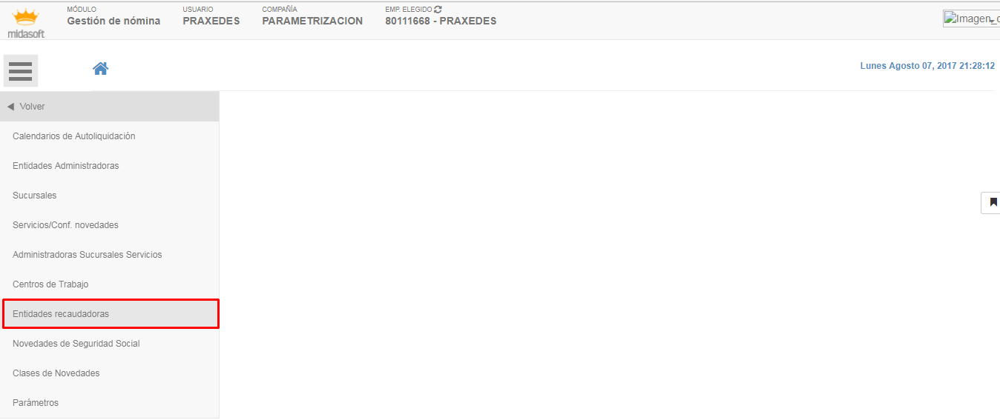 midasoft
MÓDULO
Gestión de nómina
USUARIO
PRAXEDES
COMPAÑÍA
PARAMETRIZACION
EMP. ELEGIDO
80111668 - PRAXEDES
Imagen_
Lunes Agosto 07, 2017 21:28:12
Volver
Calendarios de Autoliquidación
Entidades Administradoras
Sucursales
Servicios/Conf. novedades
Administradoras Sucursales Servicios
Centros de Trabajo
Entidades recaudadoras
Novedades de Seguridad Social
Clases de Novedades
Parámetros